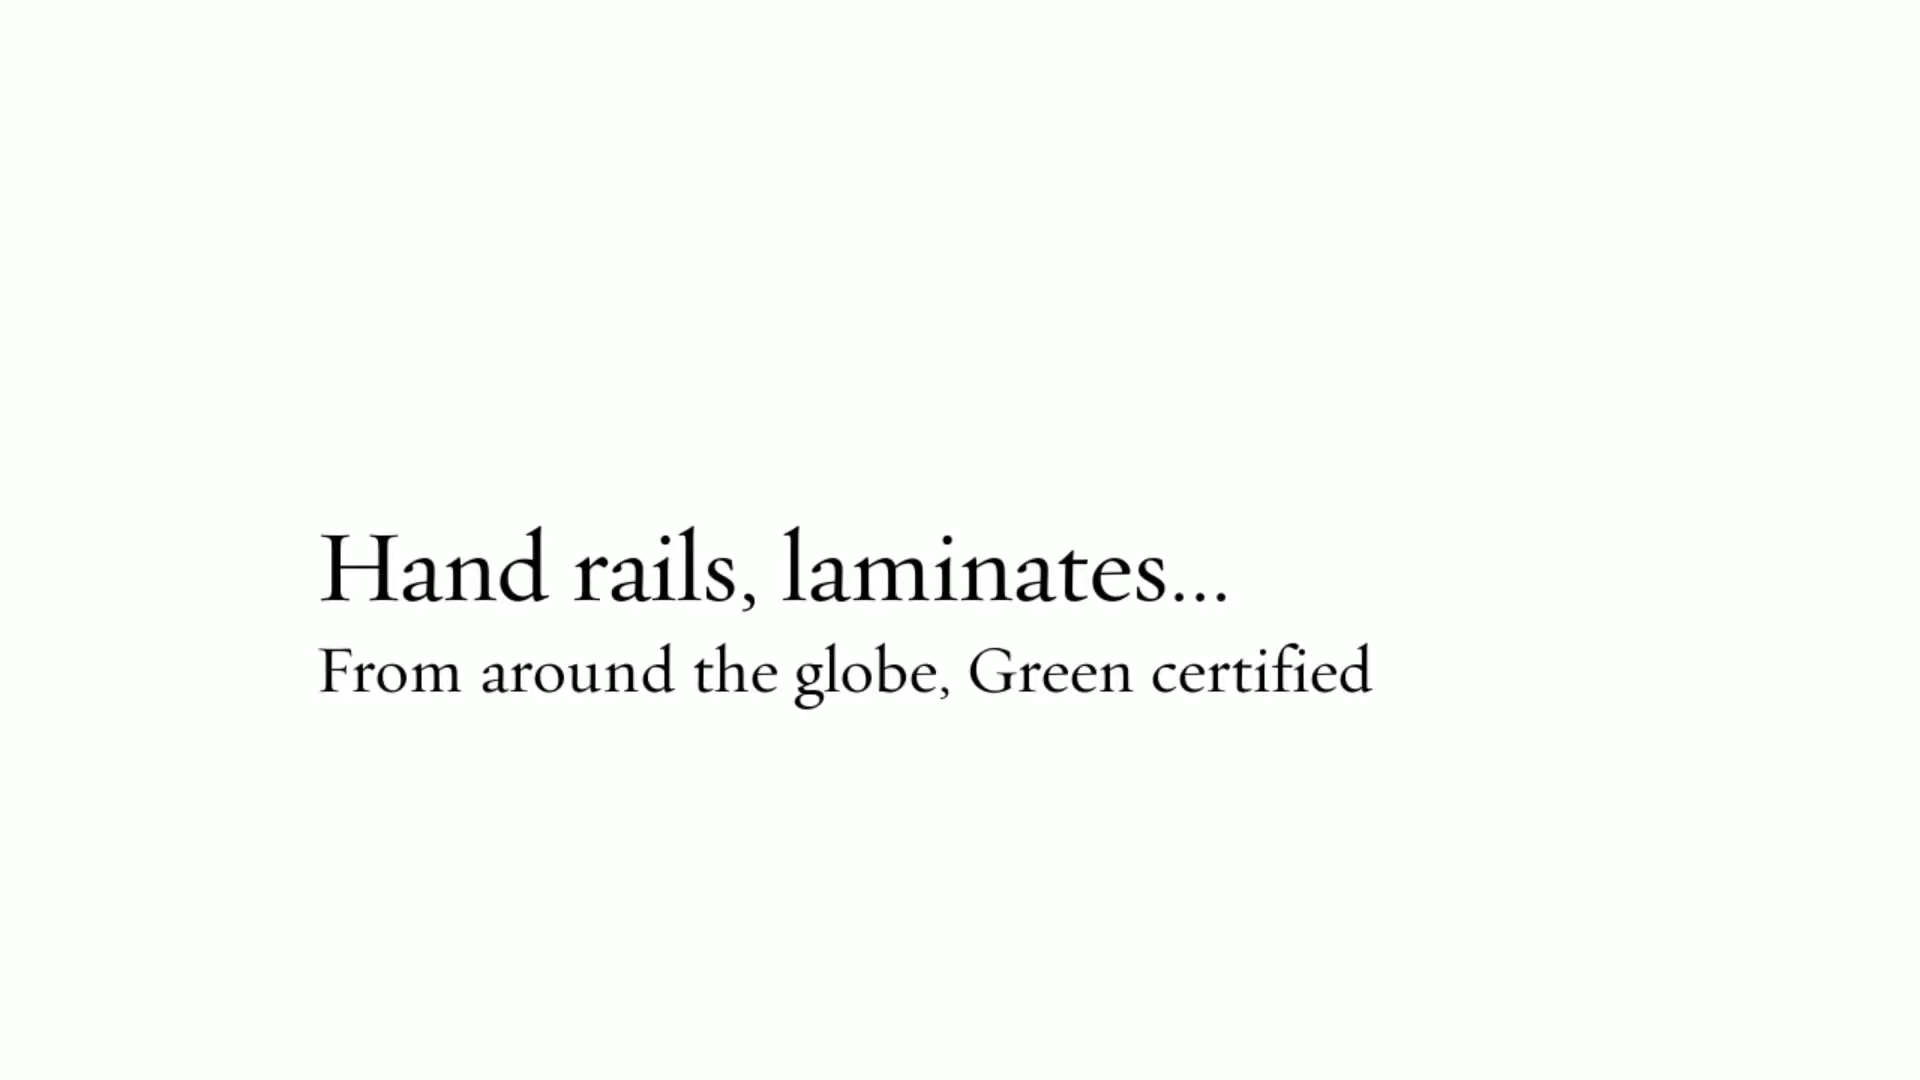 Hand rails, laminates...
From around the globe, Green certified